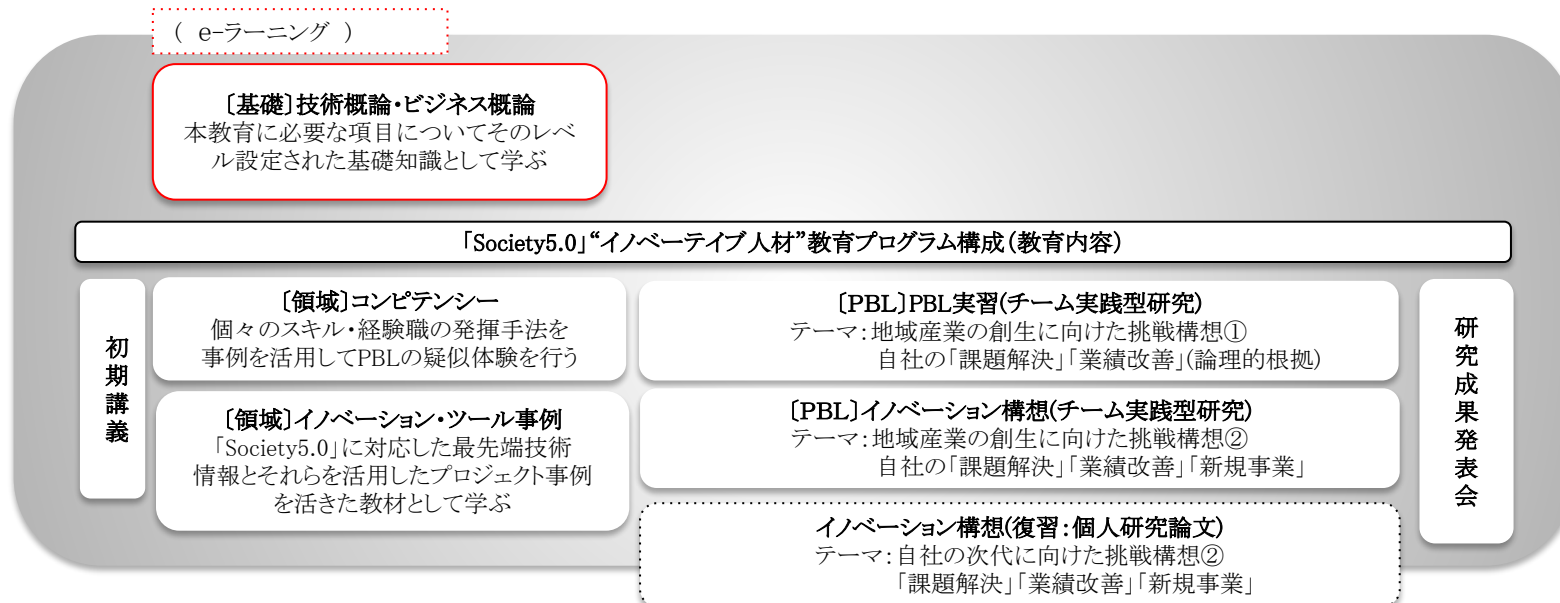 ( e-ラーニング )
〔基礎〕技術概論・ビジネス概論
本教育に必要な項目についてそのレベ
ル設定された基礎知識として学ぶ
「Society5.0」“イノベーテイブ人材”教育プログラム構成(教育内容)
初期講義
〔領域〕コンピテンシー
個々のスキル・経験職の発揮手法を
事例を活用してPBLの疑似体験を行う
〔領域〕イノベーション・ツール事例
「Society5.0」に対応した最先端技術
情報とそれらを活用したプロジェクト事例
を活きた教材として学ぶ
〔PBL〕PBL実習(チーム実践型研究)
テーマ:地域産業の創生に向けた挑戦構想①
自社の「課題解決」「業績改善」(論理的根拠)
〔PBL〕イノベーション構想(チーム実践型研究)
テーマ:地域産業の創生に向けた挑戦構想②
自社の「課題解決」「業績改善」「新規事業」
イノベーション構想(復習:個人研究論文)
テーマ:自社の次代に向けた挑戦構想②
「課題解決」「業績改善」「新規事業」
研究成果発表会